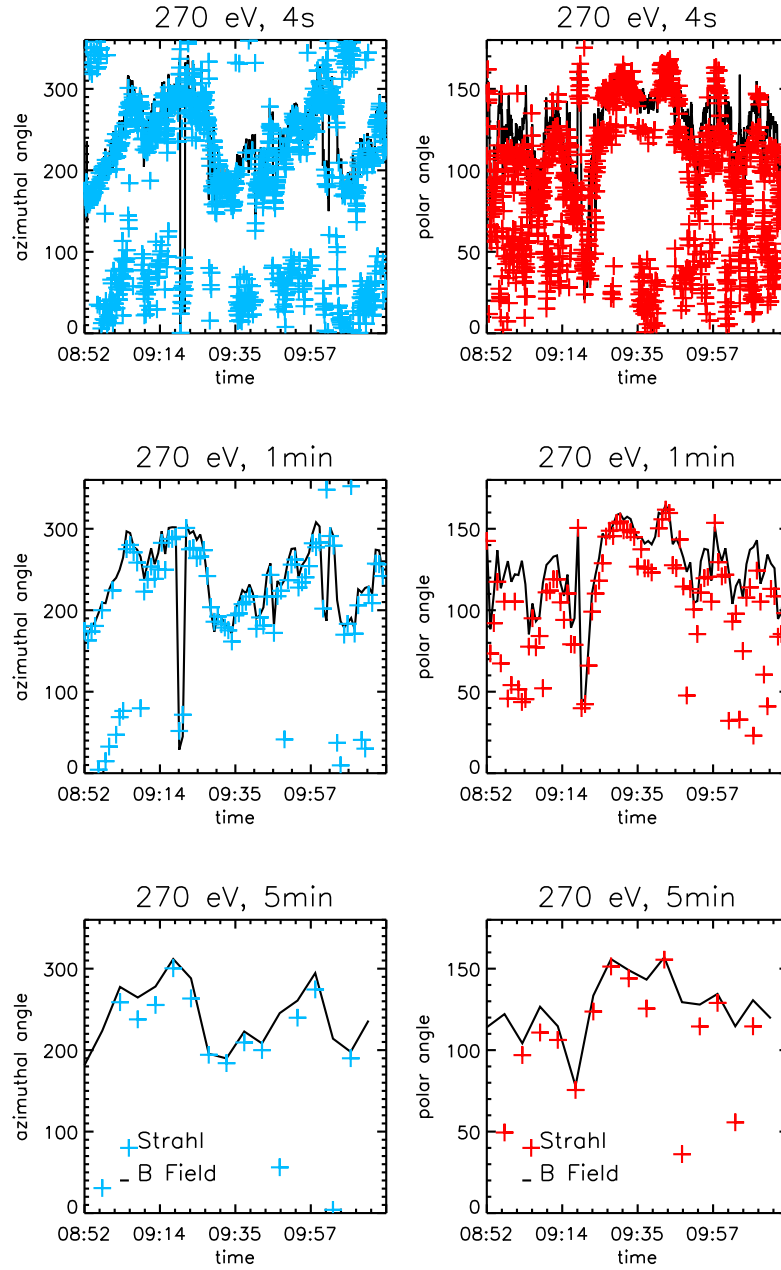 270 eV, 4s
azimuthal angle
300
200
100
0
08:52 09:14 09:35 09:57
time
270 eV, 4s
polar angle
150
100
50
0
08:52 09:14 09:35 09:57
time
270 eV, 1min
azimuthal angle
300
200
100
0
08:52 09:14 09:35 09:57
time
270 eV, 1min
polar angle
150
100
50
0
08:52 09:14 09:35 09:57
time
270 eV, 5min
azimuthal angle
300
200
100
0
Strahl
B Field
08:52 09:14 09:35 09:57
time
270 eV, 5min
polar angle
150
100
50
0
Strahl
B Field
08:52 09:14 09:35 09:57
time